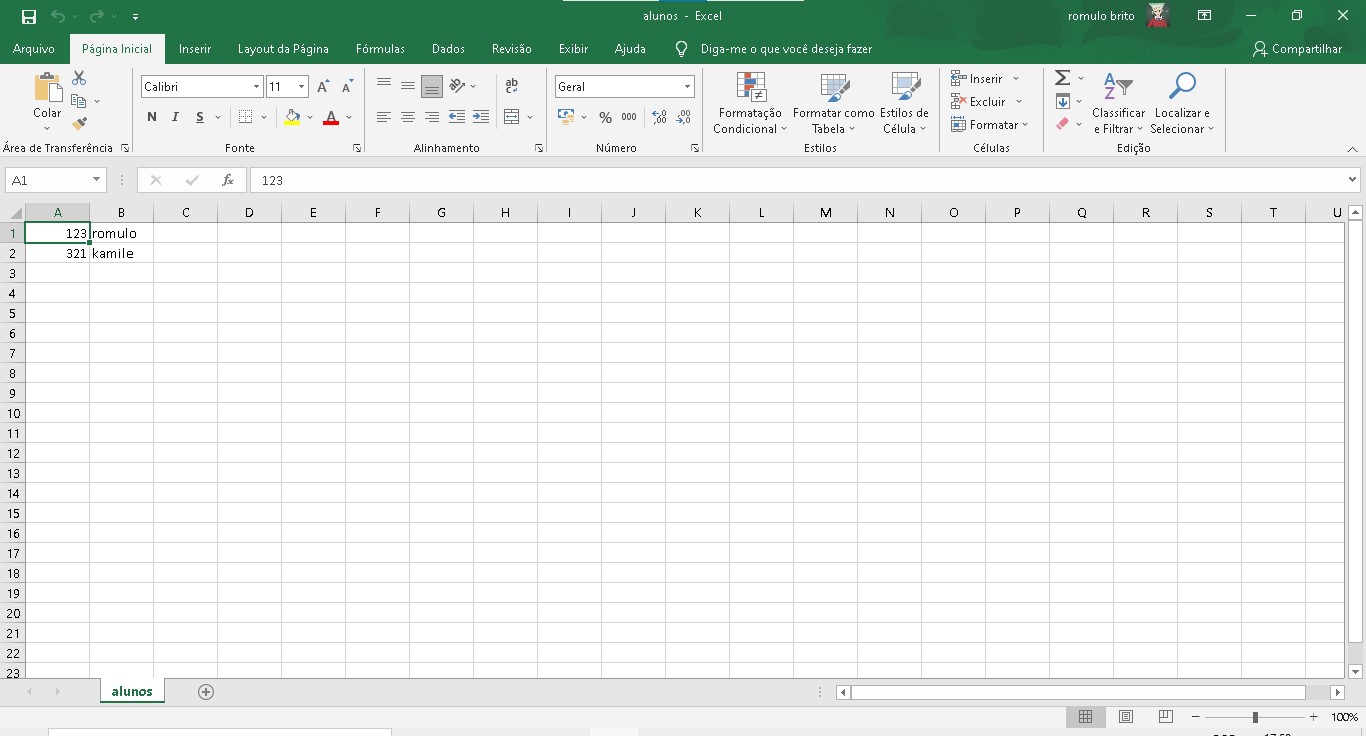 alunos - Excel
romulo brito
Arquivo Página Inicial Inserir Layout da Página Fórmulas Dados Revisão Exibir Ajuda Diga-me o que você deseja fazer Compartilhar
Colar
Área de Transferência
Calibri 11
N I S A
Fonte
ab
Alinhamento
Geral
% 000
Número
Formatação Condicional
Formatar como Tabela
Estilos de Célula
Estilos
Inserir
Excluir
Formatar
Células
Classificar e Filtrar
Localizar e Selecionar
Edição
A1 fx 123
A B C D E F G H I J K L M N O P Q R S T U
1 123 romulo
2 321 kamile
3
4
5
6
7
8
9
10
11
12
13
14
15
16
17
18
19
20
21
22
23
alunos
100%